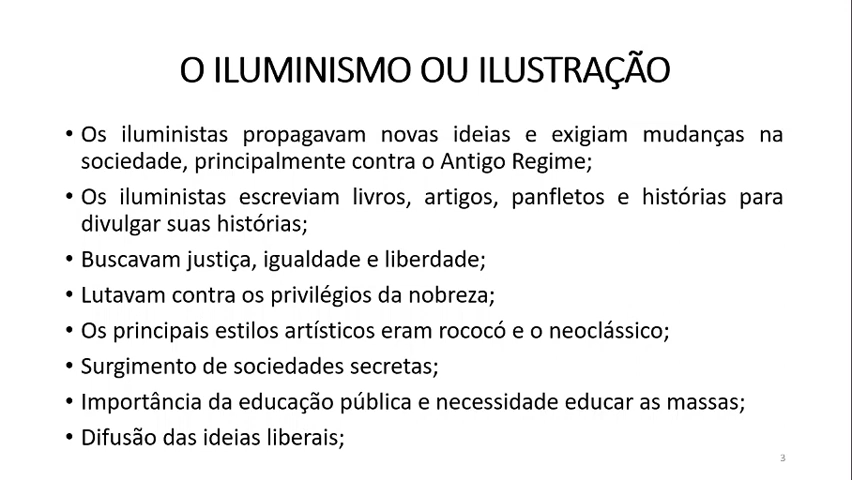 O ILUMINISMO OU ILUSTRAÇÃO
• Os iluministas propagavam novas ideias e exigiam mudanças na
sociedade, principalmente contra o Antigo Regime;
• Os iluministas escreviam livros, artigos, panfletos e histórias para
divulgar suas histórias;
• Buscavam justiça, igualdade e liberdade;
• Lutavam contra os privilégios da nobreza;
• Os principais estilos artísticos eram rococó e o neoclássico;
• Surgimento de sociedades secretas;
• Importância da educação pública e necessidade educar as massas;
• Difusão das ideias liberais;
3